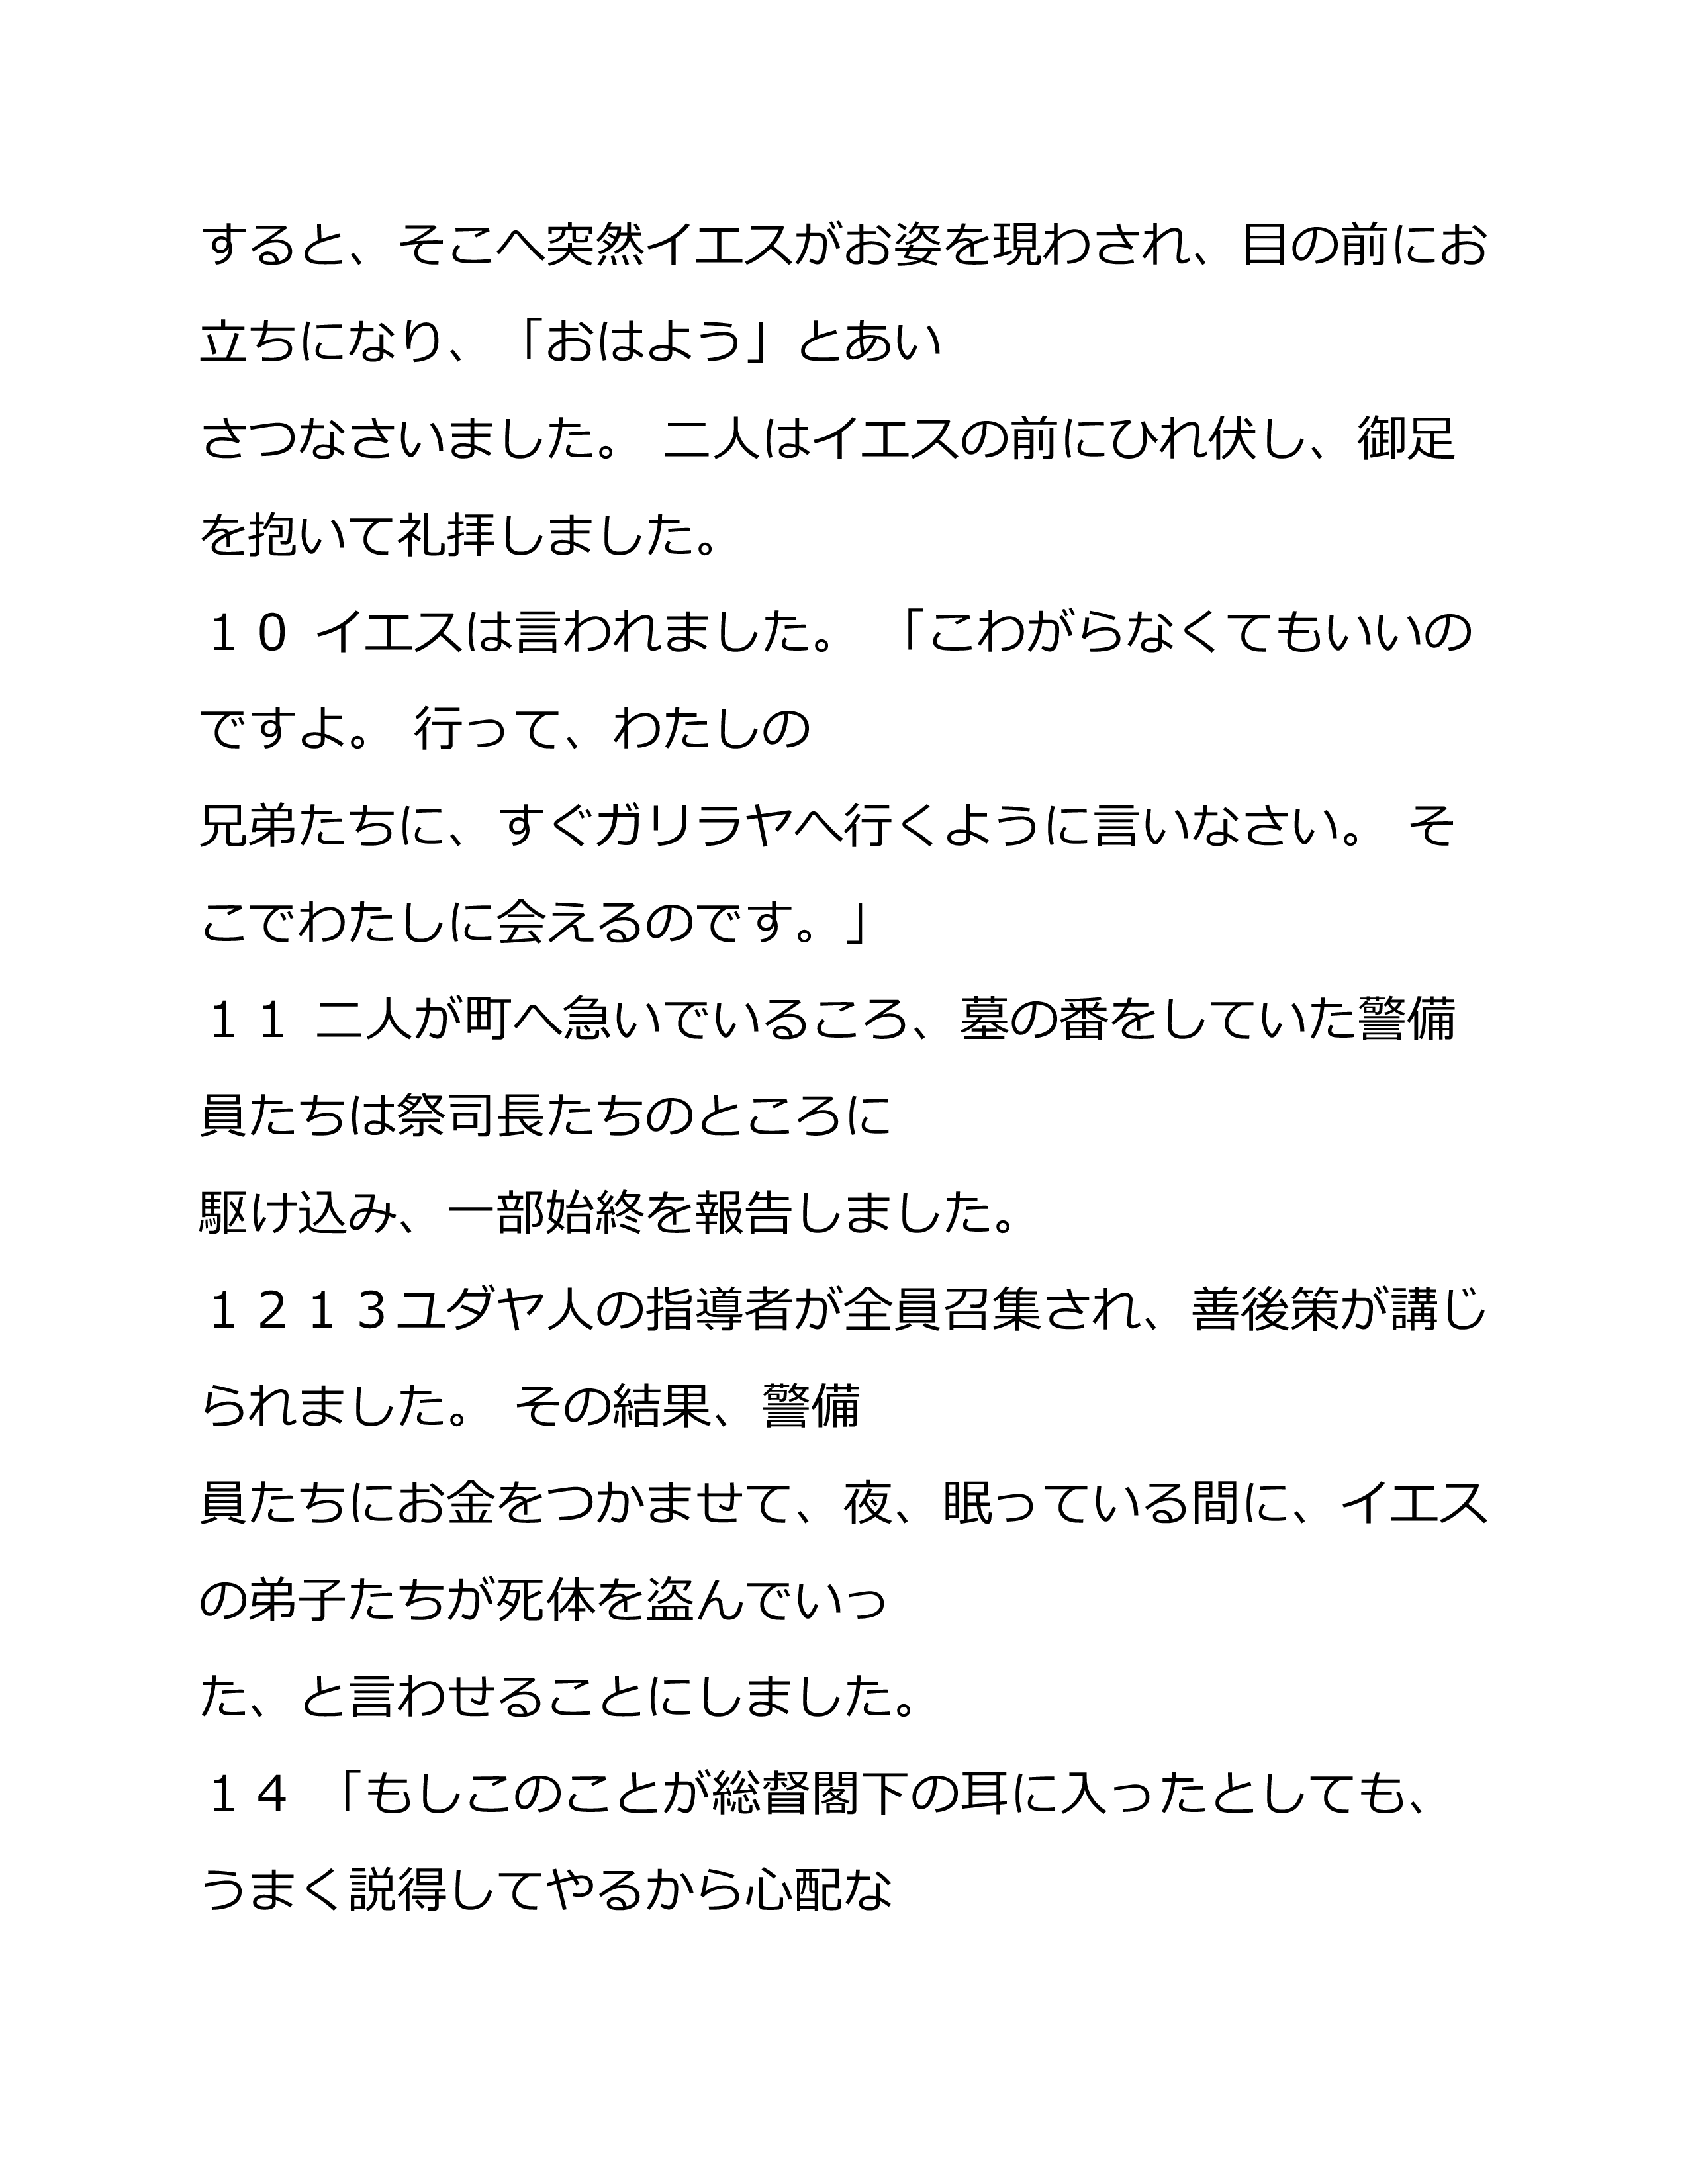 すると、そこへ突然イエスがお姿を現わされ、目の前にお
立ちになり、「おはよう」とあい
さつなさいました。 二人はイエスの前にひれ伏し、御足
を抱いて礼拝しました。
１０ イエスは言われました。 「こわがらなくてもいいの
ですよ。 行って、わたしの
兄弟たちに、すぐガリラヤへ行くように言いなさい。 そ
こでわたしに会えるのです。」
１１ 二人が町へ急いでいるころ、墓の番をしていた警備
員たちは祭司長たちのところに
駆け込み、一部始終を報告しました。
１２１３ユダヤ人の指導者が全員召集され、善後策が講じ
られました。 その結果、警備
員たちにお金をつかませて、夜、眠っている間に、イエス
の弟子たちが死体を盗んでいっ
た、と言わせることにしました。
１４ 「もしこのことが総督閣下の耳に入ったとしても、
うまく説得してやるから心配な